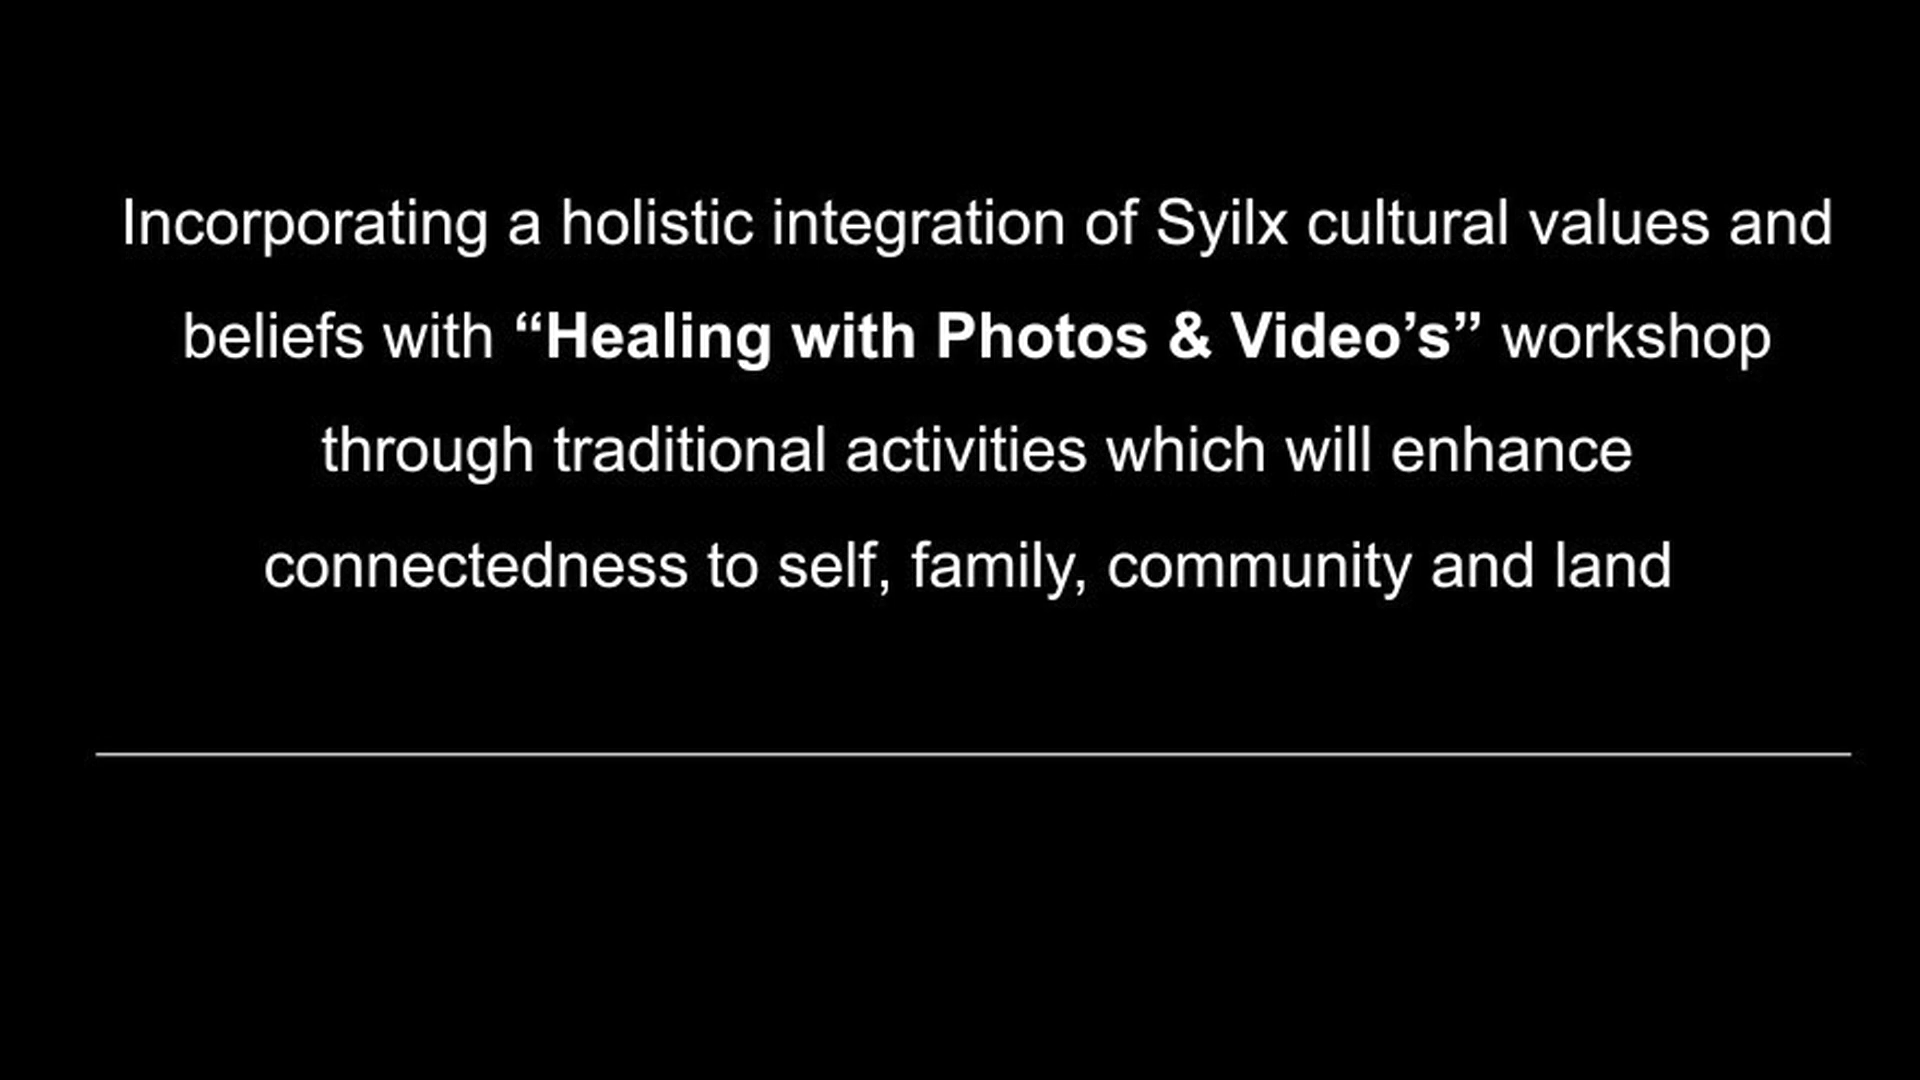 Incorporating a holistic integration of Syilx cultural values and
beliefs with “Healing with Photos & Video’s” workshop
through traditional activities which will enhance
connectedness to self, family, community and land